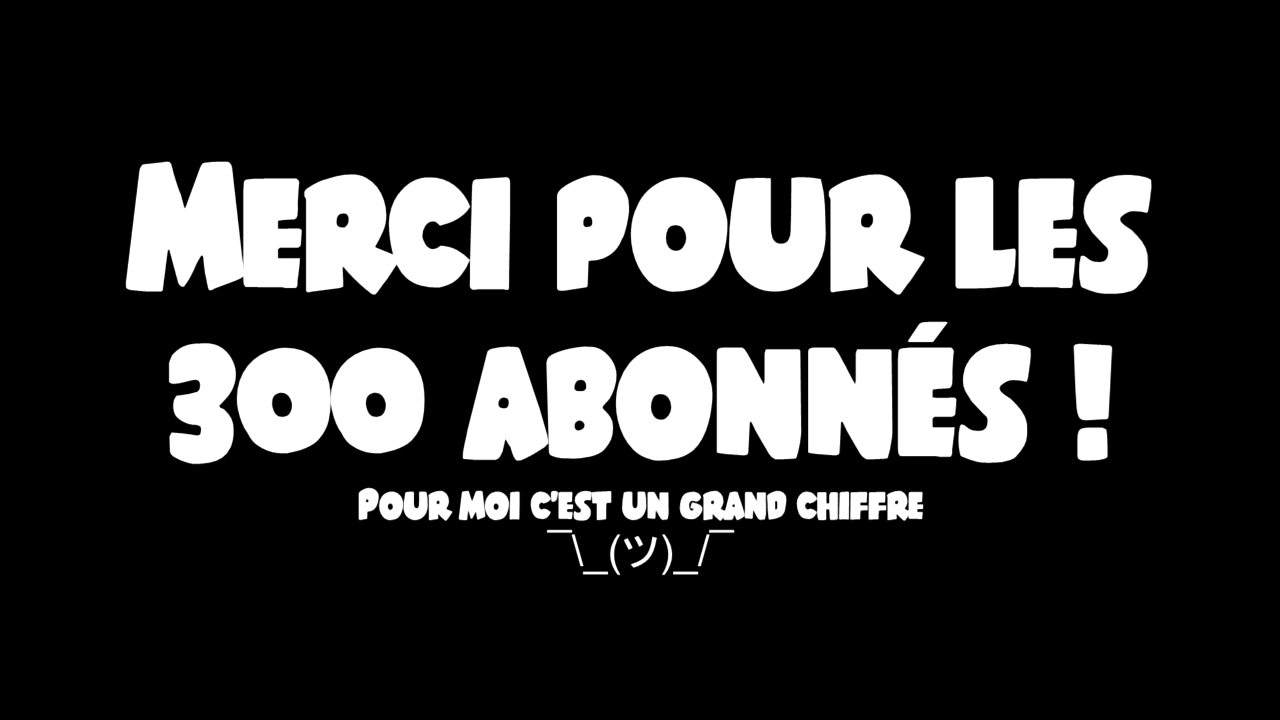 Merci pour les
300 abonnés !
Pour moi c'est un grand chiffre
¯\_(ツ)_/¯